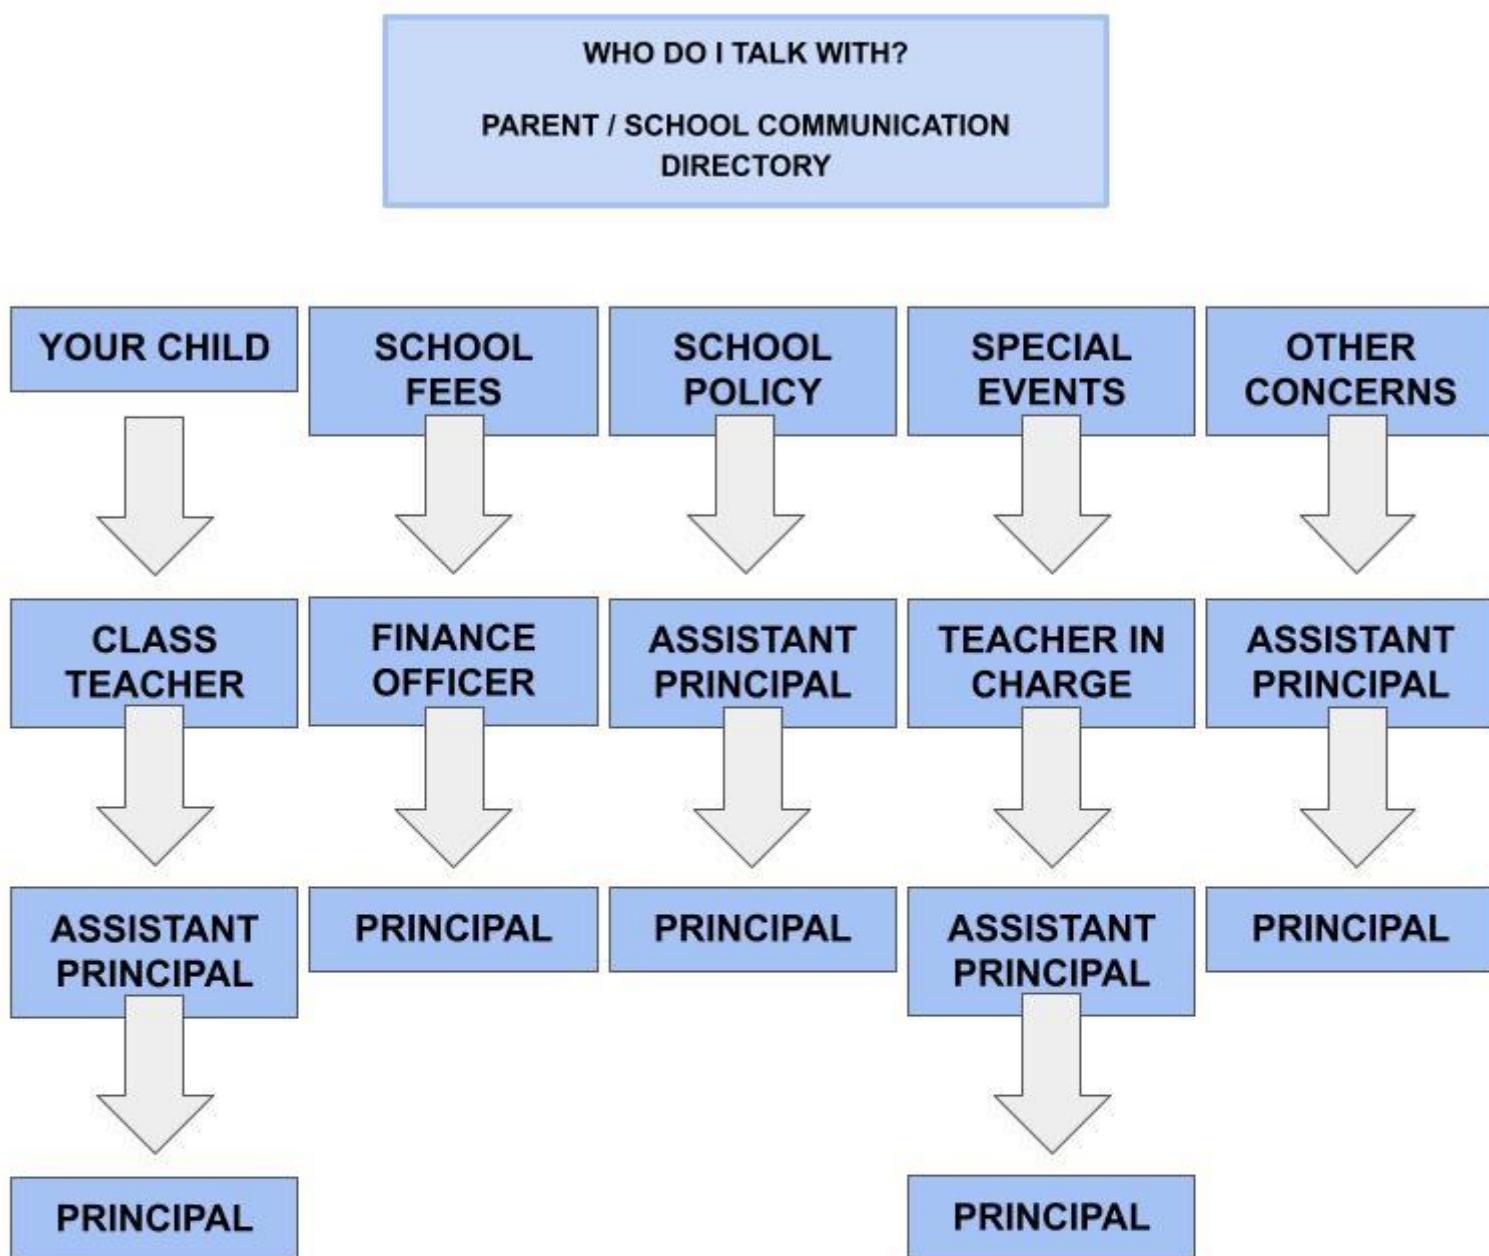 WHO DO I TALK WITH?
PARENT / SCHOOL COMMUNICATION
DIRECTORY
YOUR CHILD
SCHOOL
FEES
SCHOOL
POLICY
SPECIAL
EVENTS
OTHER
CONCERNS
CLASS
TEACHER
FINANCE
OFFICER
ASSISTANT
PRINCIPAL
TEACHER IN
CHARGE
ASSISTANT
PRINCIPAL
ASSISTANT
PRINCIPAL
PRINCIPAL
PRINCIPAL
ASSISTANT
PRINCIPAL
PRINCIPAL
PRINCIPAL
PRINCIPAL